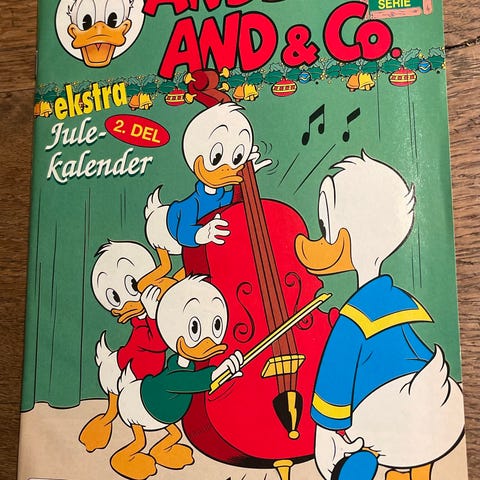 SERIE
AND & Co.
ekstra
Jule-
kalender
2. DEL